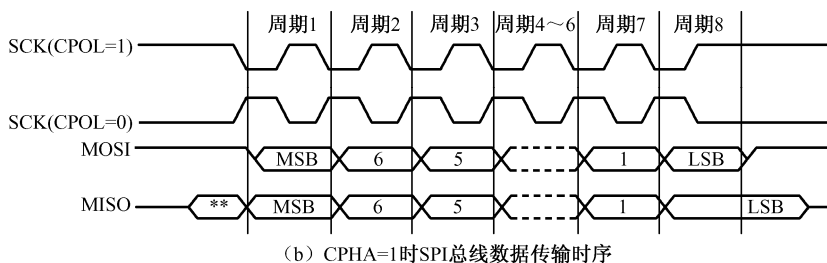 周期1 周期2 周期3 周期4～6 周期7 周期8
SCK(CPOL=1)
SCK(CPOL=0)
MOSI MSB 6 5 1 LSB
MISO ** MSB 6 5 1 LSB
（b）CPHA=1时SPI总线数据传输时序